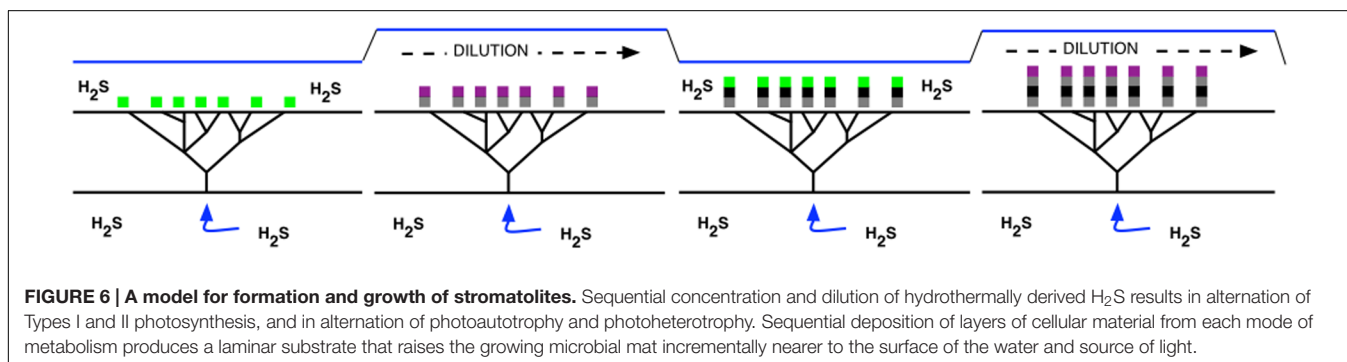 DILUTION
DILUTION
H₂S
H₂S
H₂S
H₂S
H₂S
H₂S
H₂S
H₂S
H₂S
H₂S
H₂S
H₂S
FIGURE 6 | A model for formation and growth of stromatolites. Sequential concentration and dilution of hydrothermally derived H₂S results in alternation of
Types I and II photosynthesis, and in alternation of photoautotrophy and photoheterotrophy. Sequential deposition of layers of cellular material from each mode of
metabolism produces a laminar substrate that raises the growing microbial mat incrementally nearer to the surface of the water and source of light.